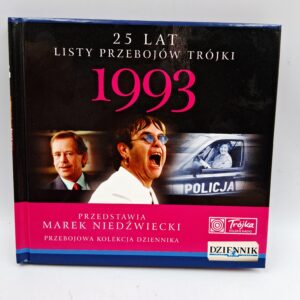 25 LAT
LISTY PRZEBOJÓW TRÓJKI
1993
POLICJA
PRZEDSTAWIA
MAREK NIEDŹWIECKI
PRZEBOJOWA KOLEKCJA DZIENNIKA
Trójka
DZIENNIK